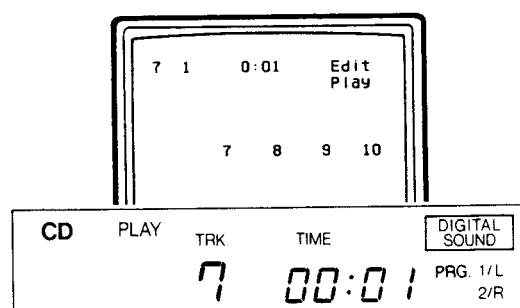 7 1 0:01 Edit
Play
7 8 9 10
CD PLAY TRK TIME DIGITAL
SOUND
7 00:01 PRG. 1/L
2/R